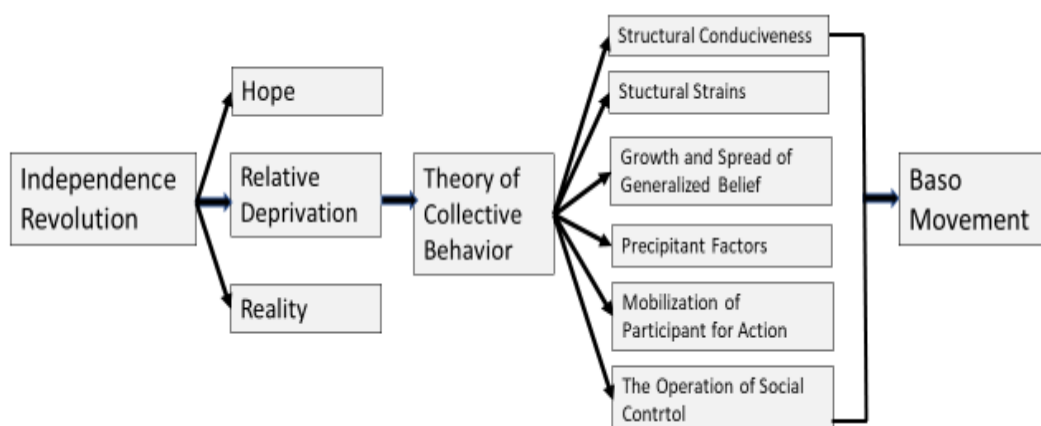 Independence
Revolution
Hope
Relative
Deprivation
Reality
Theory of
Collective
Behavior
Structural Conduciveness
Stuctural Strains
Growth and Spread of
Generalized Belief
Precipitant Factors
Mobilization of
Participant for Action
The Operation of Social
Contrtol
Baso
Movement